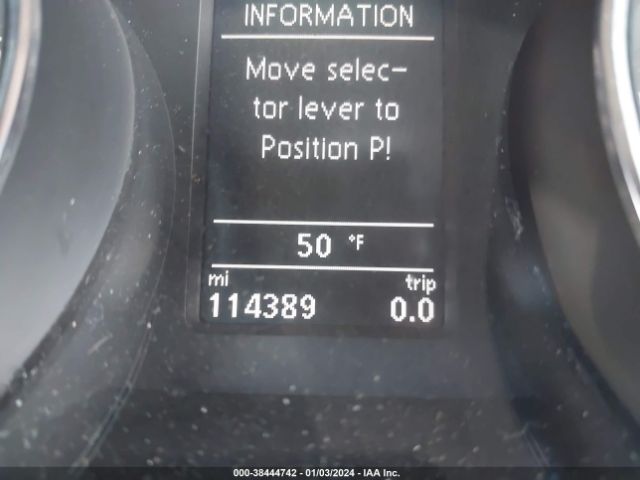 INFORMATION
Move selec-
tor lever to
Position P!
50 °F
mi trip
114389 0.0
000-38444742 - 01/03/2024 - IAA Inc.